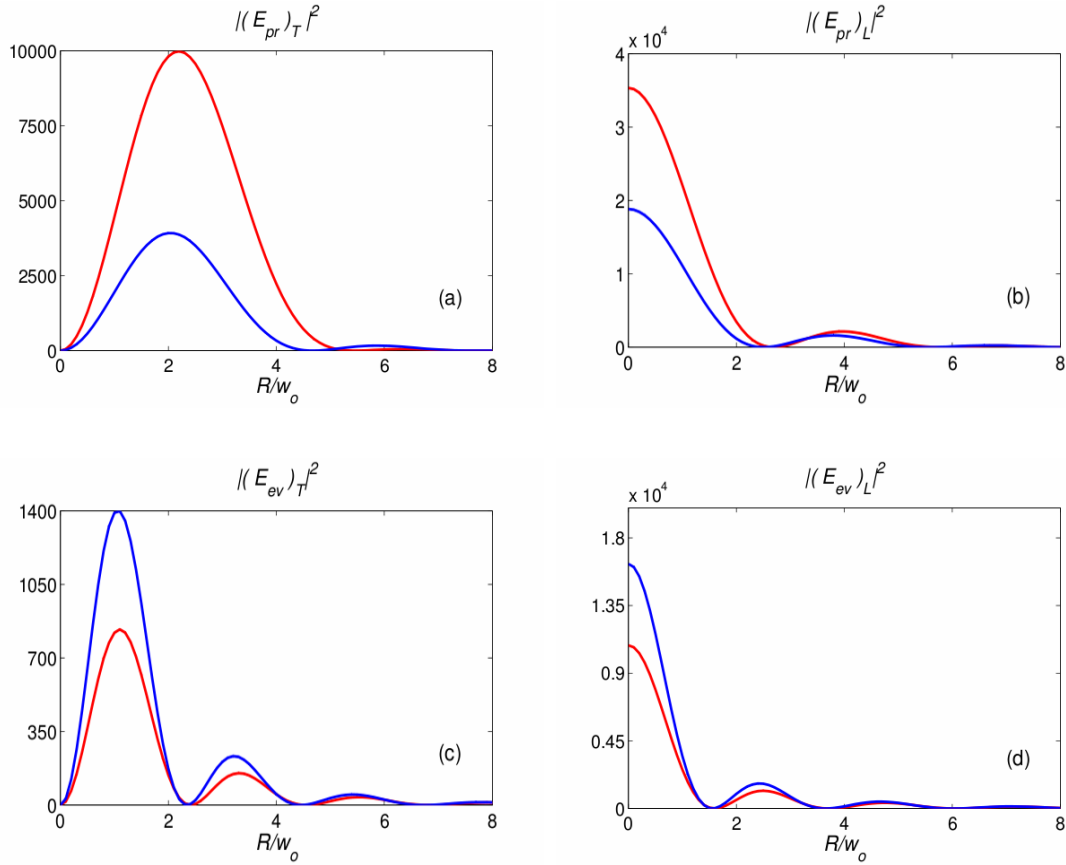 |( E_pr )_T |^2
10000
7500
5000
2500
0
0 2 4 6 8
R/w_o
(a)
|( E_pr )_L |^2
x 10^4
4
3
2
1
0
0 2 4 6 8
R/w_o
(b)
|( E_ev )_T |^2
1400
1050
700
350
0
0 2 4 6 8
R/w_o
(c)
|( E_ev )_L |^2
x 10^4
1.8
1.35
0.9
0.45
0
0 2 4 6 8
R/w_o
(d)